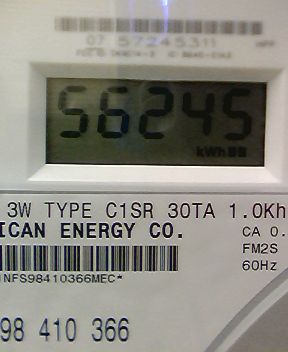 07 57245311
56245
kWh
3W TYPE C1SR 30TA 1.0Kh
ICAN ENERGY CO.
CA 0.
FM2S
60Hz
NFS98410366MEC*
98 410 366